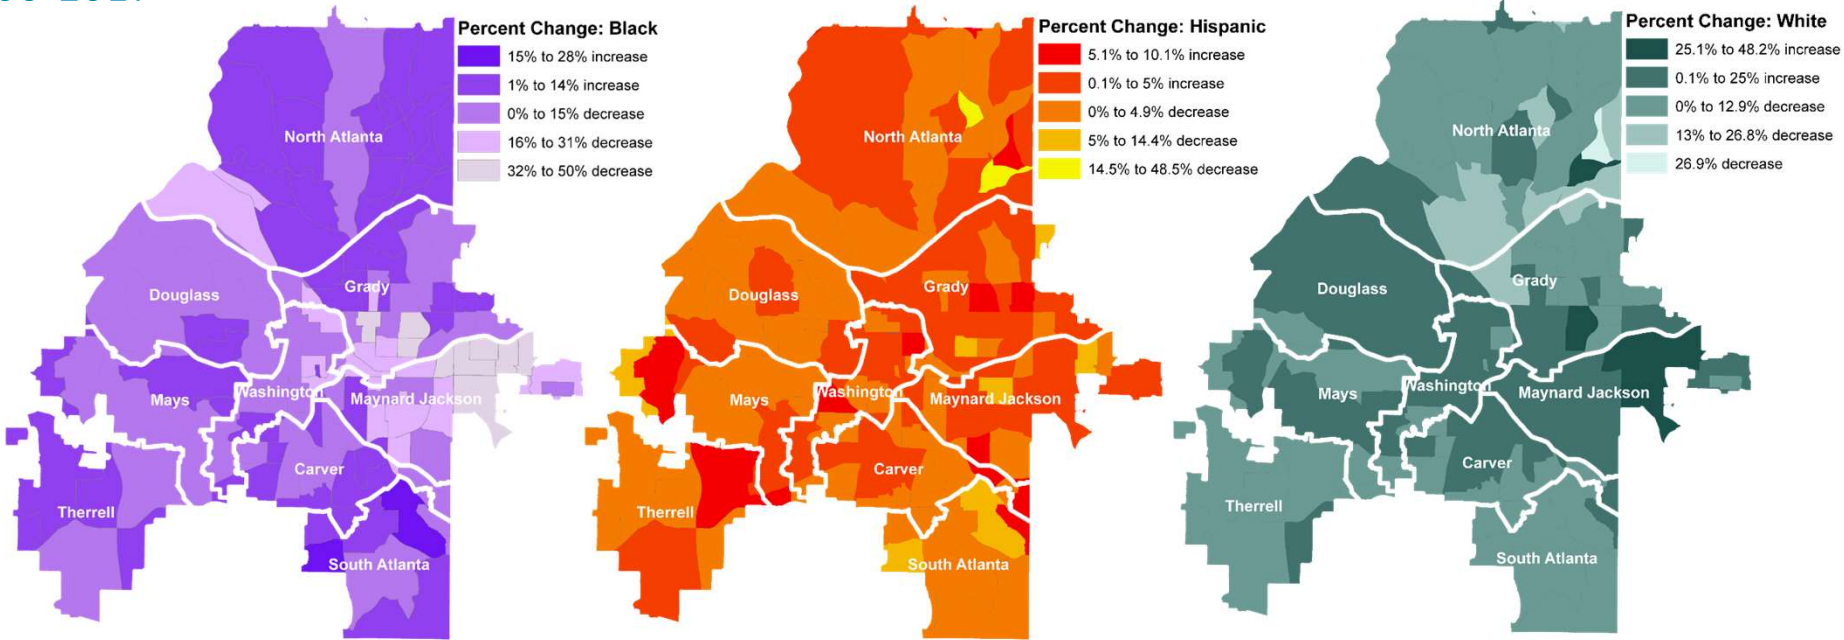 Percent Change: Black
15% to 28% increase
1% to 14% increase
0% to 15% decrease
16% to 31% decrease
32% to 50% decrease
North Atlanta
Douglass
Grady
Mays
Washington
Maynard Jackson
Carver
Therrell
South Atlanta
Percent Change: Hispanic
5.1% to 10.1% increase
0.1% to 5% increase
0% to 4.9% decrease
5% to 14.4% decrease
14.5% to 48.5% decrease
North Atlanta
Douglass
Grady
Mays
Washington
Maynard Jackson
Carver
Therrell
South Atlanta
Percent Change: White
25.1% to 48.2% increase
0.1% to 25% increase
0% to 12.9% decrease
13% to 26.8% decrease
26.9% decrease
North Atlanta
Douglass
Grady
Mays
Washington
Maynard Jackson
Carver
Therrell
South Atlanta